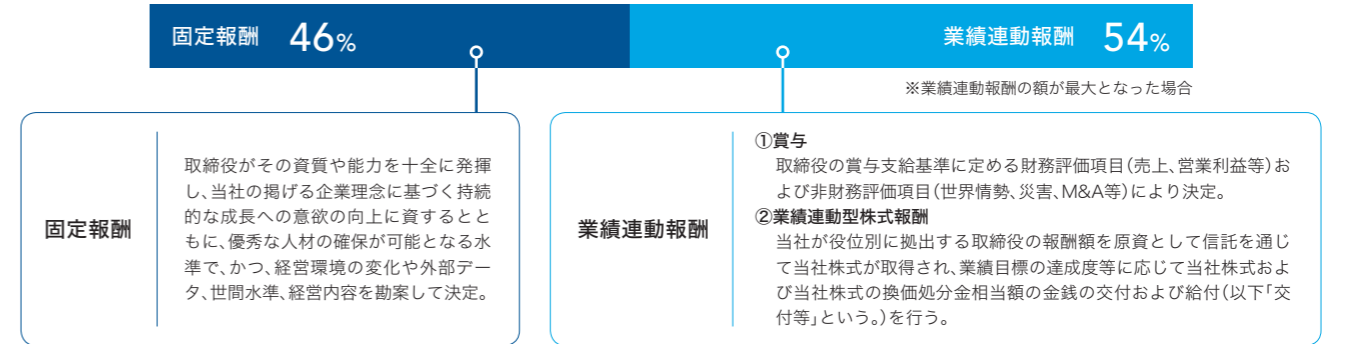 固定報酬 46%
業績連動報酬 54%
※業績連動報酬の額が最大となった場合
固定報酬
取締役がその資質や能力を十全に発揮
し、当社の掲げる企業理念に基づく持続
的な成長への意欲の向上に資するとと
もに、優秀な人材の確保が可能となる水
準で、かつ、経営環境の変化や外部デー
タ、世間水準、経営内容を勘案して決定。
業績連動報酬
①賞与
取締役の賞与支給基準に定める財務評価項目(売上、営業利益等)お
よび非財務評価項目(世界情勢、災害、M&A等)により決定。
②業績連動型株式報酬
当社が役位別に拠出する取締役の報酬額を原資として信託を通じ
て当社株式が取得され、業績目標の達成度等に応じて当社株式およ
び当社株式の換価処分金相当額の金銭の交付および給付(以下「交
付等」という。)を行う。